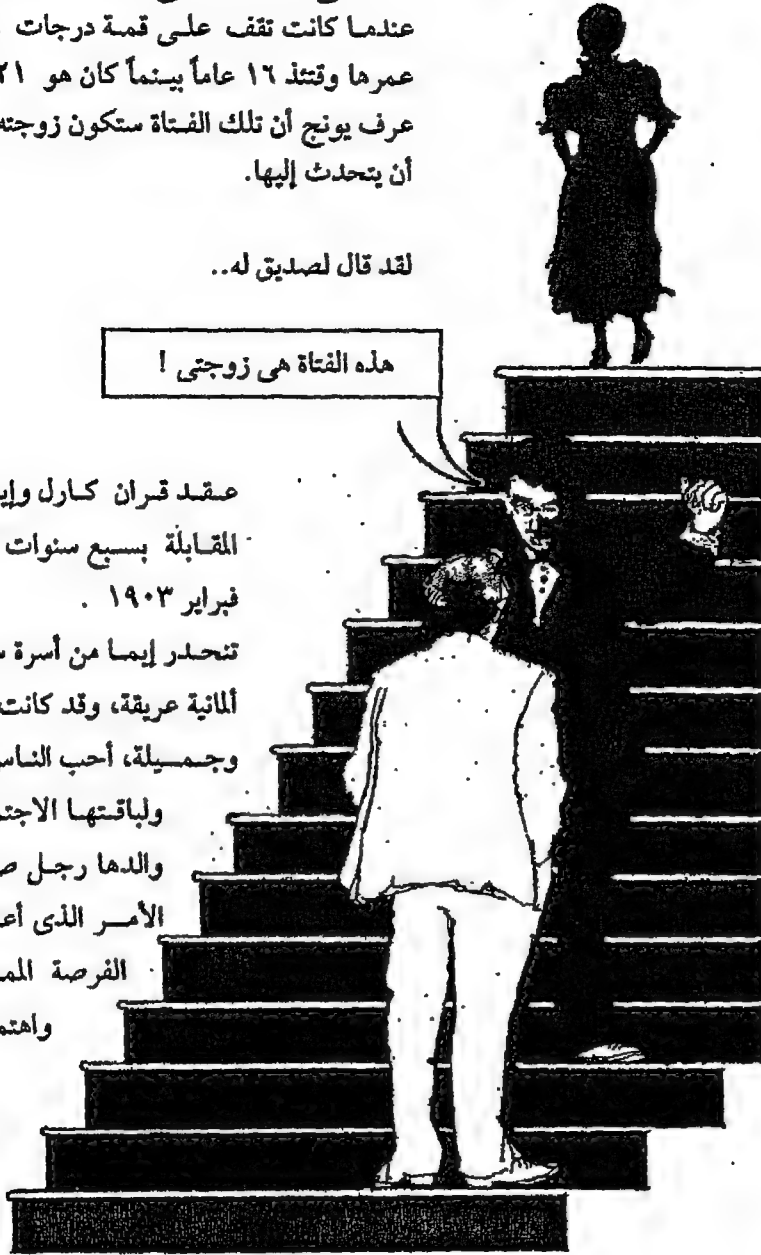 عندما كانت تقف على قمة درجات
عمرها وقتئذ ١٦ عاماً بينماً كان هو ٢١
عرف يونج أن تلك الفتاة ستكون زوجته
أن يتحدث إليها.
لقد قال لصديق له..
هذه الفتاة هى زوجتى !
عقد قران كارل وإي
المقابلة بسبع سنوات
فبراير ١٩٠٣ .
تنحدر إيما من أسرة س
ألمانية عريقة، وقد كانت
وجميلة، أحب الناس
ولباقتها الاجت
والدها رجل ص
الأمر الذى أع
الفرصة المم
واهتم